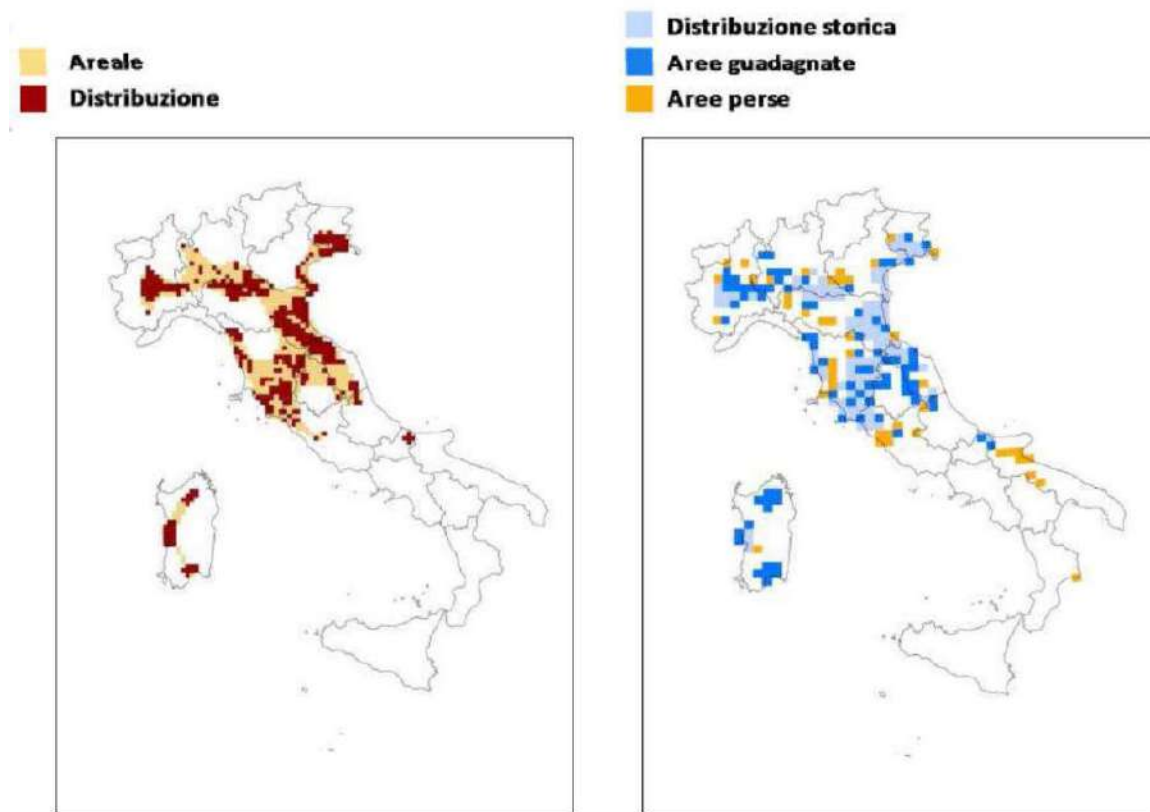 Areale
Distribuzione
Distribuzione storica
Aree guadagnate
Aree perse